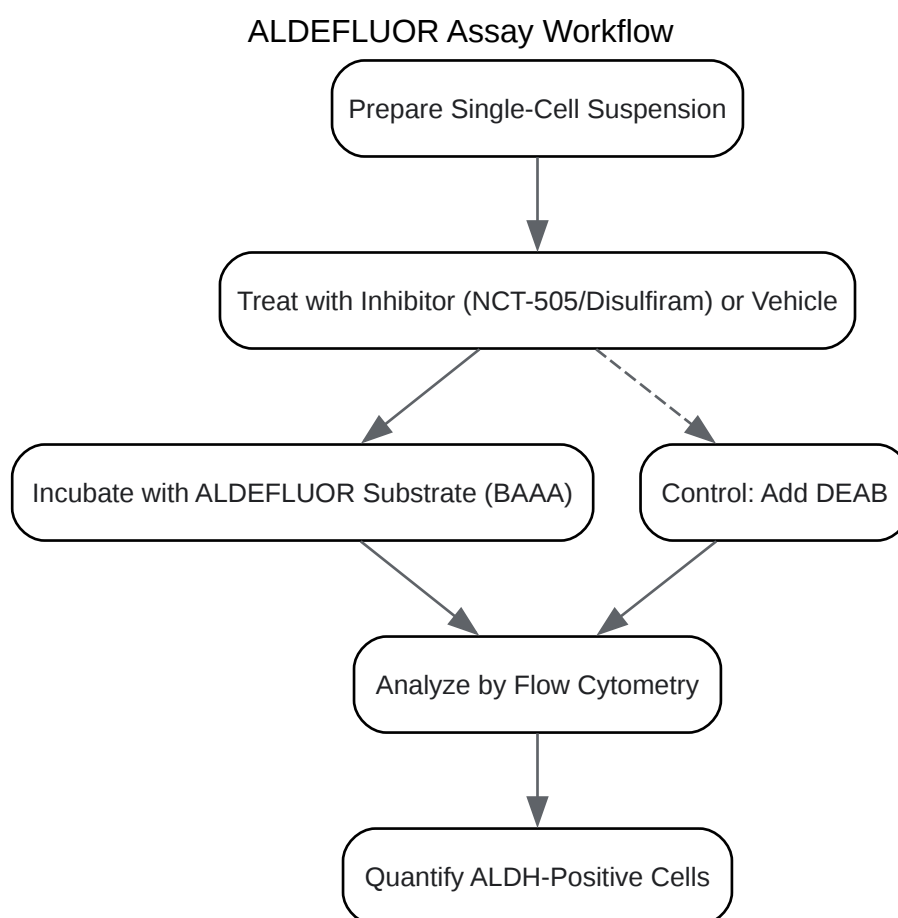 ALDEFLUOR Assay Workflow
Prepare Single-Cell Suspension
Treat with Inhibitor (NCT-505/Disulfiram) or Vehicle
Incubate with ALDEFLUOR Substrate (BAAA)
Control: Add DEAB
Analyze by Flow Cytometry
Quantify ALDH-Positive Cells